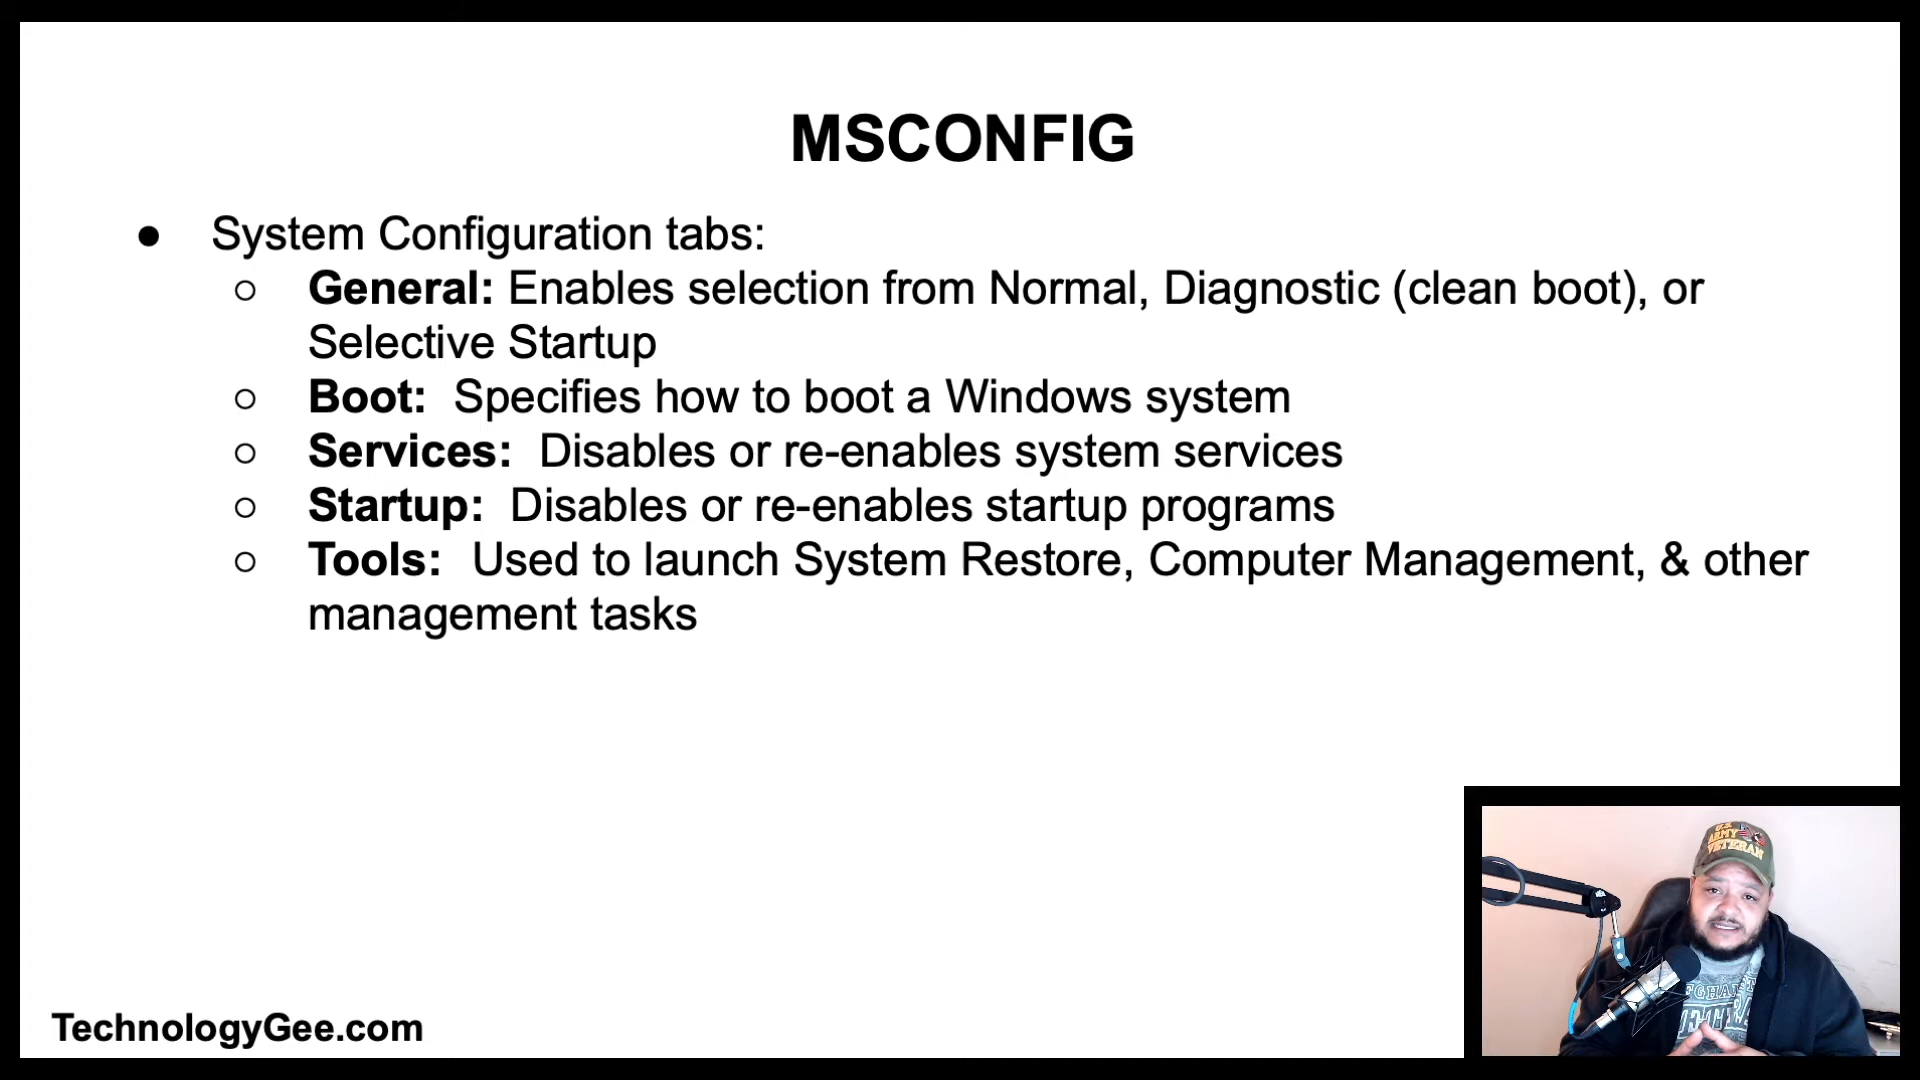 MSCONFIG
● System Configuration tabs:
○ General: Enables selection from Normal, Diagnostic (clean boot), or
Selective Startup
○ Boot: Specifies how to boot a Windows system
○ Services: Disables or re-enables system services
○ Startup: Disables or re-enables startup programs
○ Tools: Used to launch System Restore, Computer Management, & other
management tasks
U.S.
ARMY
VETERAN
TechnologyGee.com